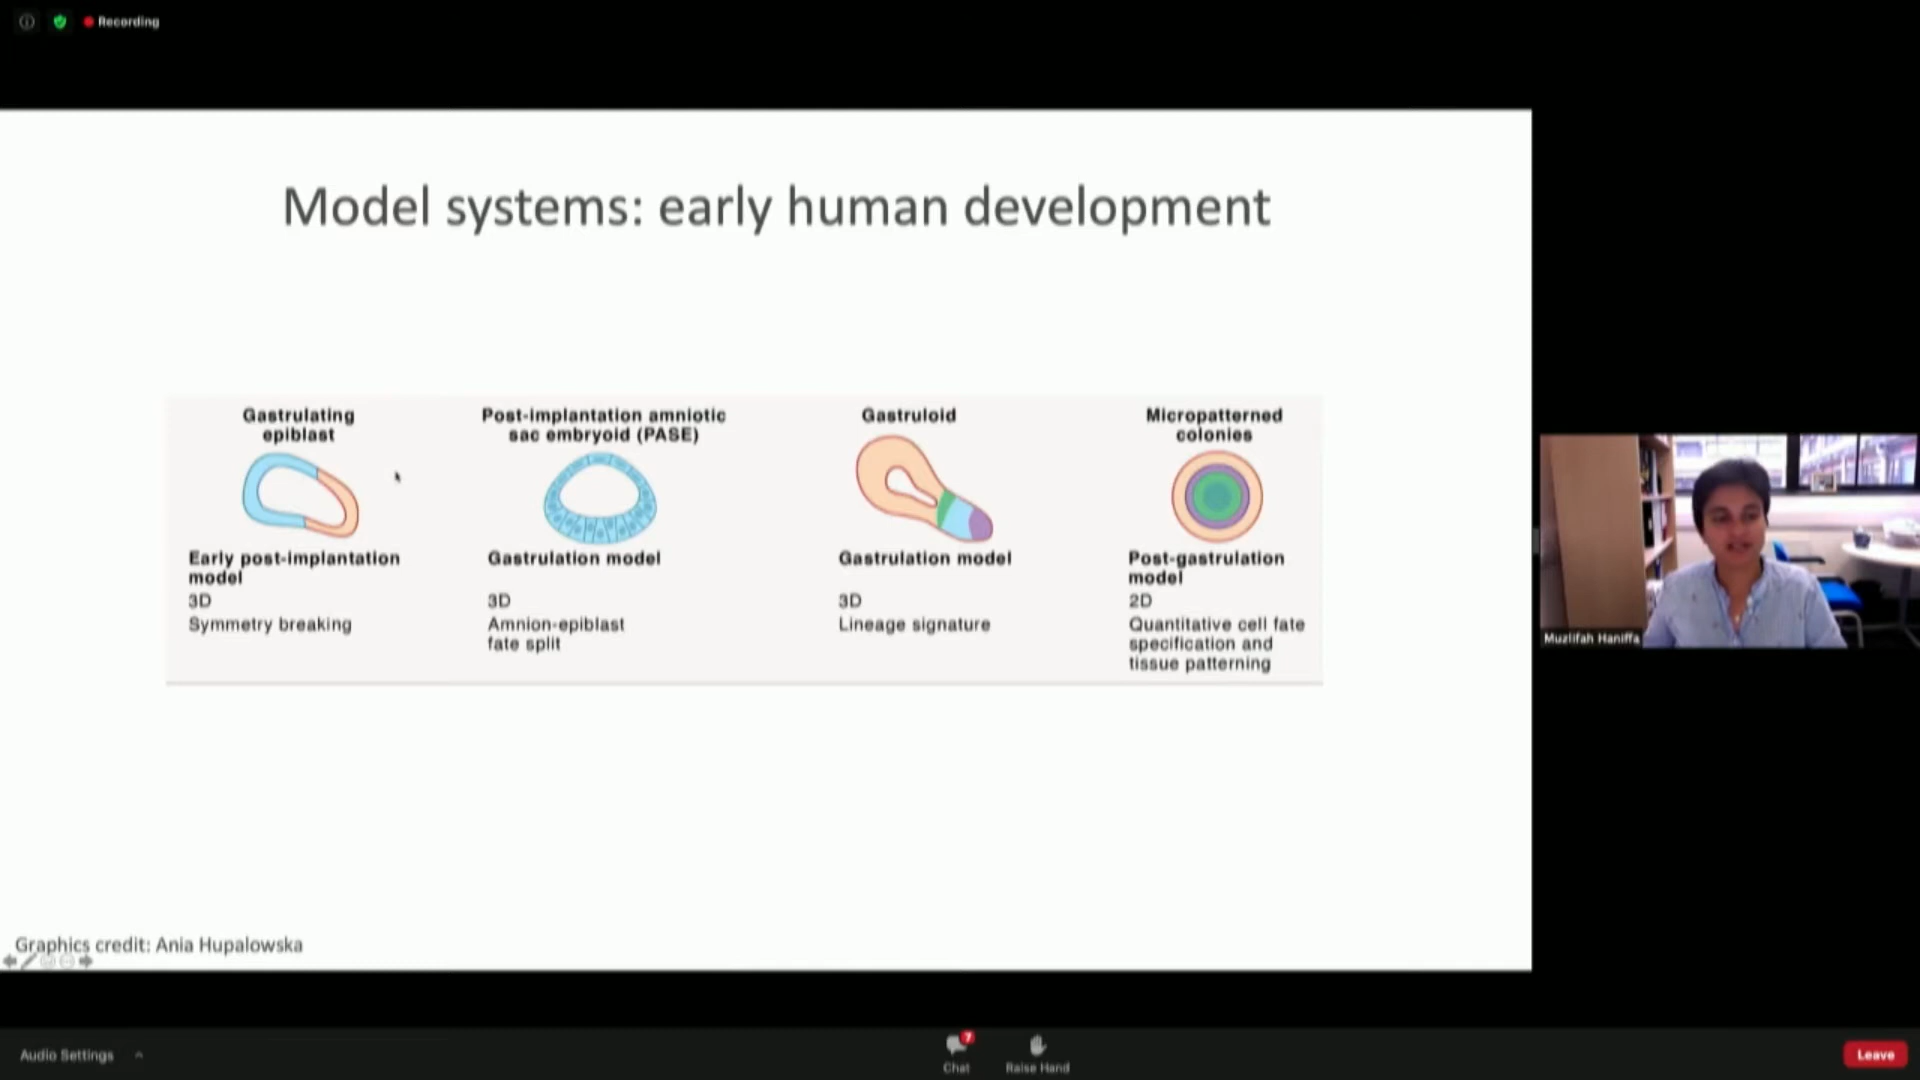 Recording
Model systems: early human development
Gastrulating
epiblast
Early post-implantation
model
3D
Symmetry breaking
Post-implantation amniotic
sac embryoid (PASE)
Gastrulation model
3D
Amnion-epiblast
fate split
Gastruloid
Gastrulation model
3D
Lineage signature
Micropatterned
colonies
Post-gastrulation
model
2D
Quantitative cell fate
specification and
tissue patterning
Muzlifah Haniffa
Graphics credit: Ania Hupalowska
Audio Settings
7
Chat
Raise Hand
Leave